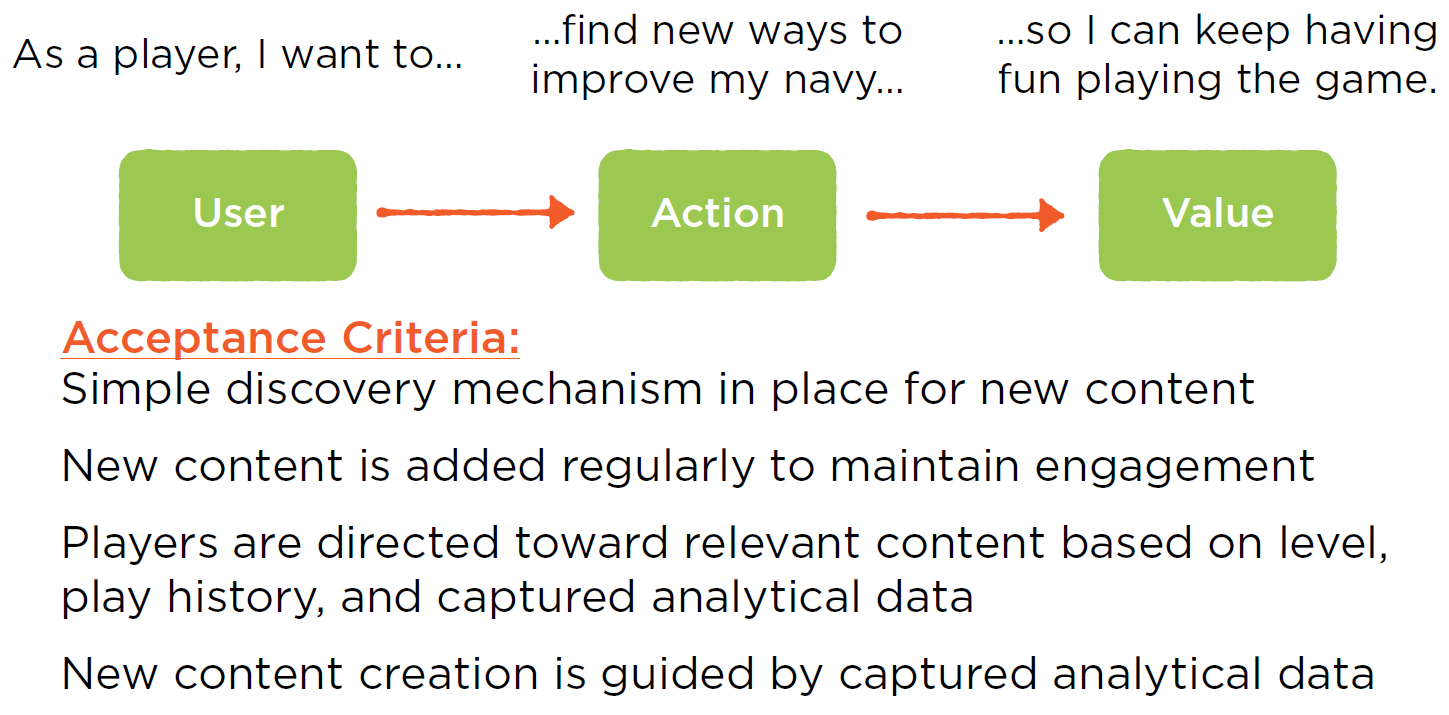 As a player, I want to...
...find new ways to
improve my navy...
...so I can keep having
fun playing the game.
User
Action
Value
Acceptance Criteria:
Simple discovery mechanism in place for new content
New content is added regularly to maintain engagement
Players are directed toward relevant content based on level,
play history, and captured analytical data
New content creation is guided by captured analytical data